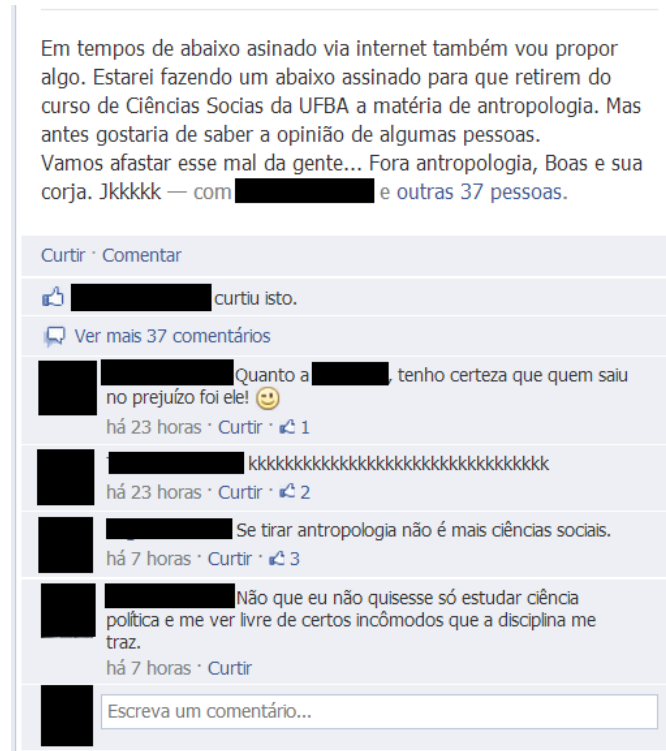 Em tempos de abaixo asinado via internet também vou propor
algo. Estarei fazendo um abaixo assinado para que retirem do
curso de Ciências Socias da UFBA a matéria de antropologia. Mas
antes gostaria de saber a opinião de algumas pessoas.
Vamos afastar esse mal da gente... Fora antropologia, Boas e sua
corja. Jkkkkk — com e outras 37 pessoas.
Curtir · Comentar
curtiu isto.
Ver mais 37 comentários
Quanto a , tenho certeza que quem saiu
no prejuízo foi ele!
há 23 horas · Curtir · 1
kkkkkkkkkkkkkkkkkkkkkkkkkkkkkkkkk
há 23 horas · Curtir · 2
Se tirar antropologia não é mais ciências sociais.
há 7 horas · Curtir · 3
Não que eu não quisesse só estudar ciência
política e me ver livre de certos incômodos que a disciplina me
traz.
há 7 horas · Curtir
Escreva um comentário...